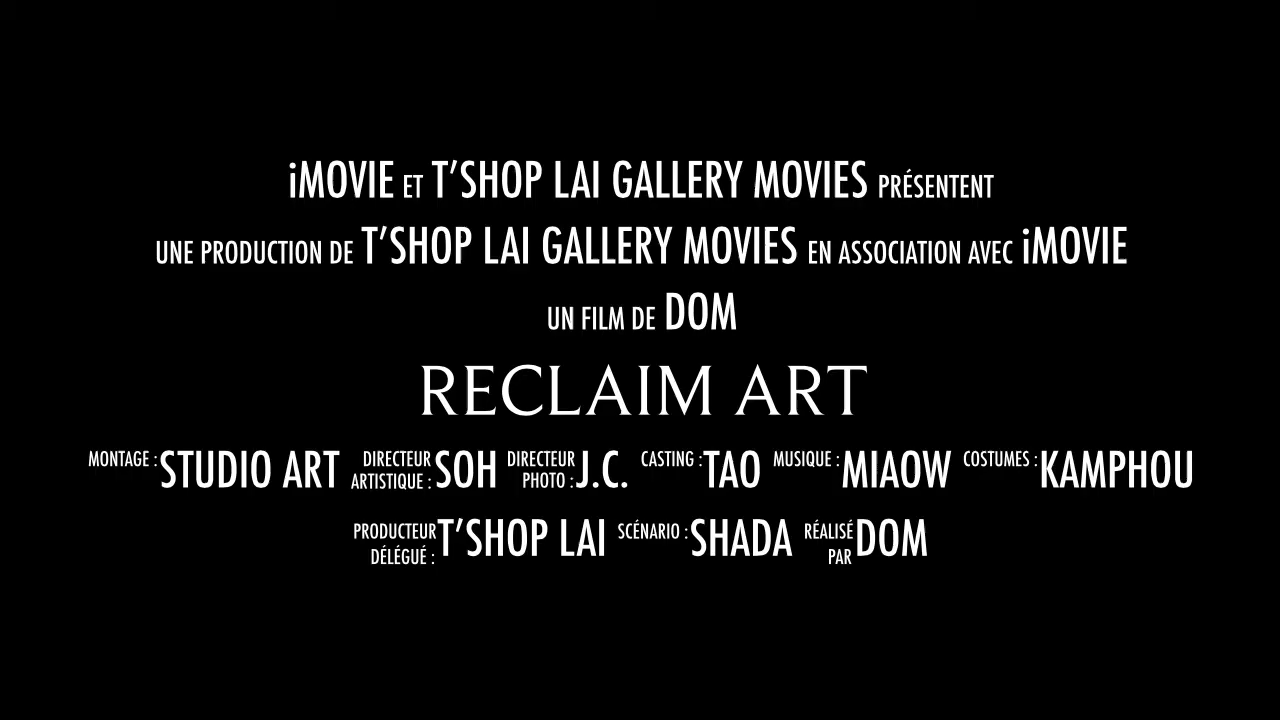 iMOVIE ET T'SHOP LAI GALLERY MOVIES PRÉSENTENT
UNE PRODUCTION DE T'SHOP LAI GALLERY MOVIES EN ASSOCIATION AVEC iMOVIE
UN FILM DE DOM
RECLAIM ART
MONTAGE : STUDIO ART DIRECTEUR ARTISTIQUE : SOH DIRECTEUR PHOTO : J.C. CASTING : TAO MUSIQUE : MIAOW COSTUMES : KAMPHOU
PRODUCTEUR DÉLÉGUÉ : T'SHOP LAI SCÉNARIO : SHADA RÉALISÉ PAR DOM